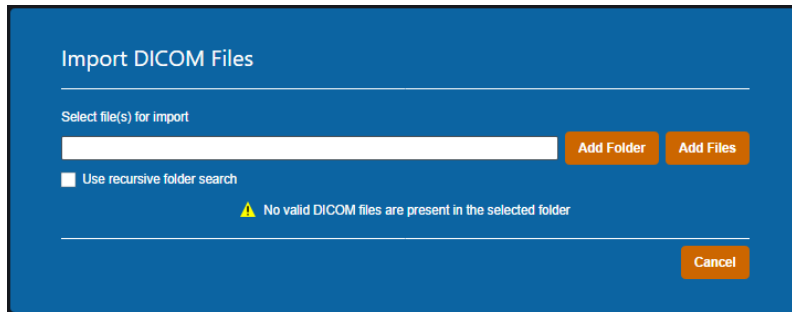 Import DICOM Files
Select file(s) for import
Add Folder
Add Files
Use recursive folder search
No valid DICOM files are present in the selected folder
Cancel